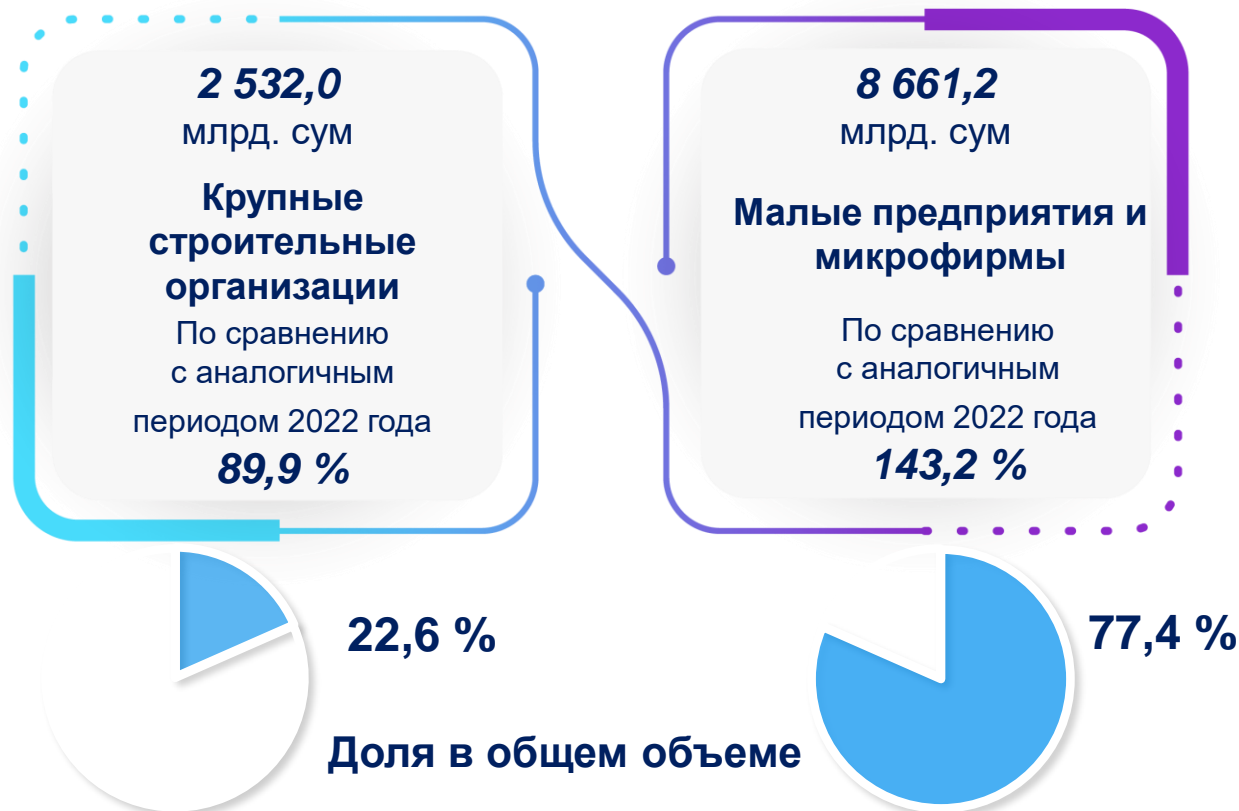 2 532,0
млрд. сум
Крупные
строительные
организации
По сравнению
с аналогичным
периодом 2022 года
89,9 %
8 661,2
млрд. сум
Малые предприятия и
микрофирмы
По сравнению
с аналогичным
периодом 2022 года
143,2 %
22,6 %
77,4 %
Доля в общем объеме